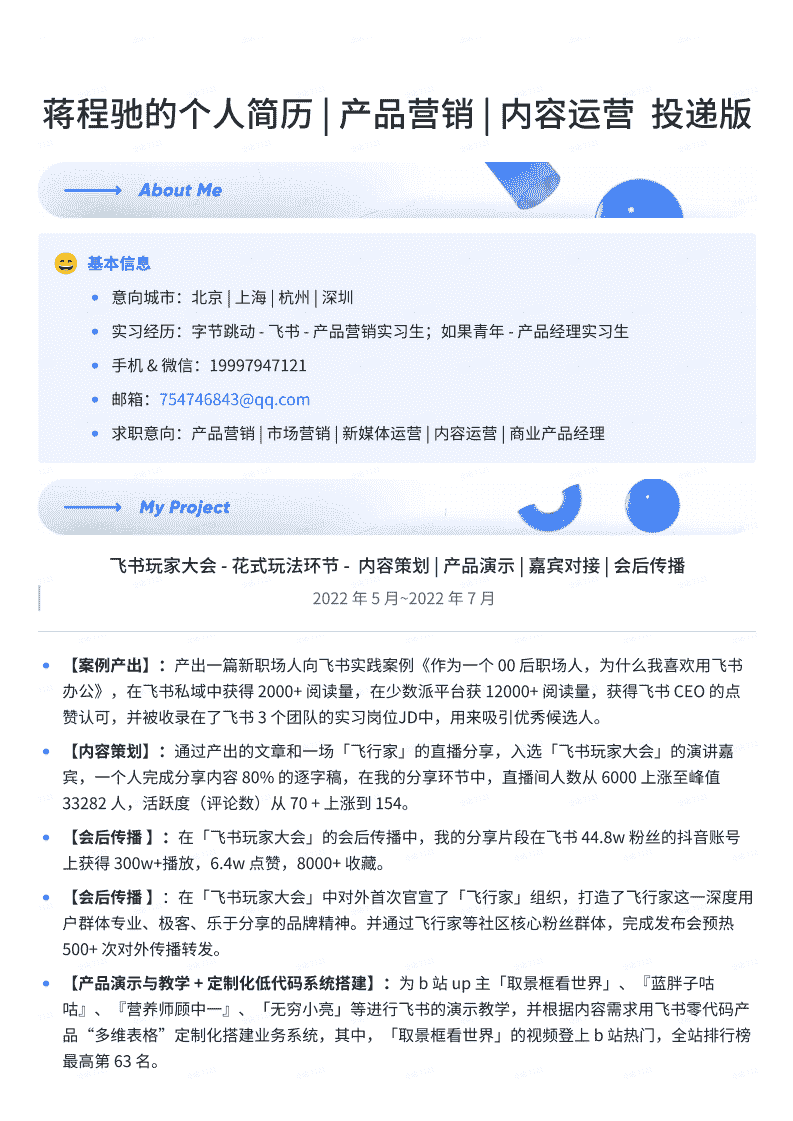 蒋程驰的个人简历 | 产品营销 | 内容运营 投递版
About Me
基本信息
意向城市：北京 | 上海 | 杭州 | 深圳
实习经历：字节跳动 - 飞书 - 产品营销实习生；如果青年 - 产品经理实习生
手机 & 微信：19997947121
邮箱：754746843@qq.com
求职意向：产品营销 | 市场营销 | 新媒体运营 | 内容运营 | 商业产品经理
My Project
飞书玩家大会 - 花式玩法环节 - 内容策划 | 产品演示 | 嘉宾对接 | 会后传播
2022 年 5 月~2022 年 7 月
【案例产出】：产出一篇新职场人向飞书实践案例《作为一个 00 后职场人，为什么我喜欢用飞书
办公》，在飞书私域中获得 2000+ 阅读量，在少数派平台获 12000+ 阅读量，获得飞书 CEO 的点
赞认可，并被收录在了飞书 3 个团队的实习岗位JD中，用来吸引优秀候选人。
【内容策划】：通过产出的文章和一场「飞行家」的直播分享，入选「飞书玩家大会」的演讲嘉
宾，一个人完成分享内容 80% 的逐字稿，在我的分享环节中，直播间人数从 6000 上涨至峰值
33282 人，活跃度（评论数）从 70 + 上涨到 154。
【会后传播 】：在「飞书玩家大会」的会后传播中，我的分享片段在飞书 44.8w 粉丝的抖音账号
上获得 300w+播放，6.4w 点赞，8000+ 收藏。
【会后传播 】：在「飞书玩家大会」中对外首次官宣了「飞行家」组织，打造了飞行家这一深度用
户群体专业、极客、乐于分享的品牌精神。并通过飞行家等社区核心粉丝群体，完成发布会预热
500+ 次对外传播转发。
【产品演示与教学 + 定制化低代码系统搭建】：为 b 站 up 主「取景框看世界」、『蓝胖子咕
咕』、『营养师顾中一』、「无穷小亮」等进行飞书的演示教学，并根据内容需求用飞书零代码产
品“多维表格”定制化搭建业务系统，其中，「取景框看世界」的视频登上 b 站热门，全站排行榜
最高第 63 名。